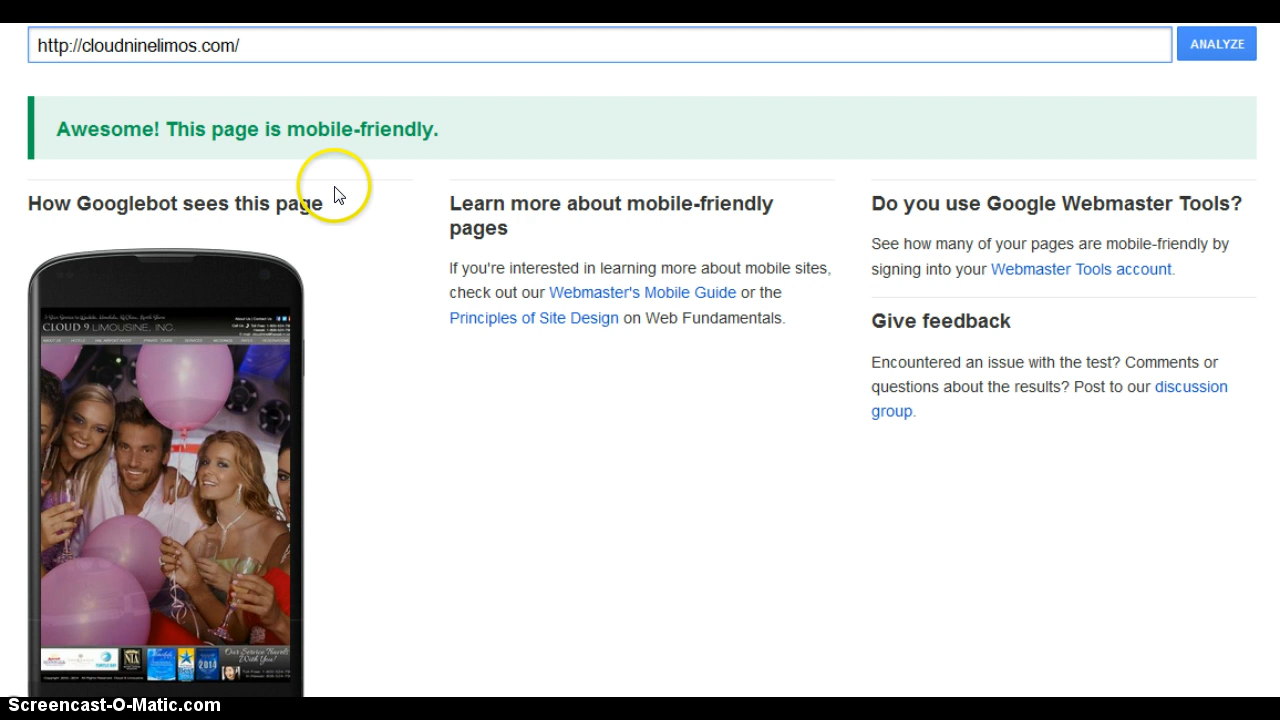 http://cloudninelimos.com/
ANALYZE
Awesome! This page is mobile-friendly.
How Googlebot sees this page
CLOUD 9 LIMOUSINE, INC.
2014
Our Service Travels
With You!
Learn more about mobile-friendly
pages
If you're interested in learning more about mobile sites,
check out our Webmaster's Mobile Guide or the
Principles of Site Design on Web Fundamentals.
Do you use Google Webmaster Tools?
See how many of your pages are mobile-friendly by
signing into your Webmaster Tools account.
Give feedback
Encountered an issue with the test? Comments or
questions about the results? Post to our discussion
group.
Screencast-O-Matic.com